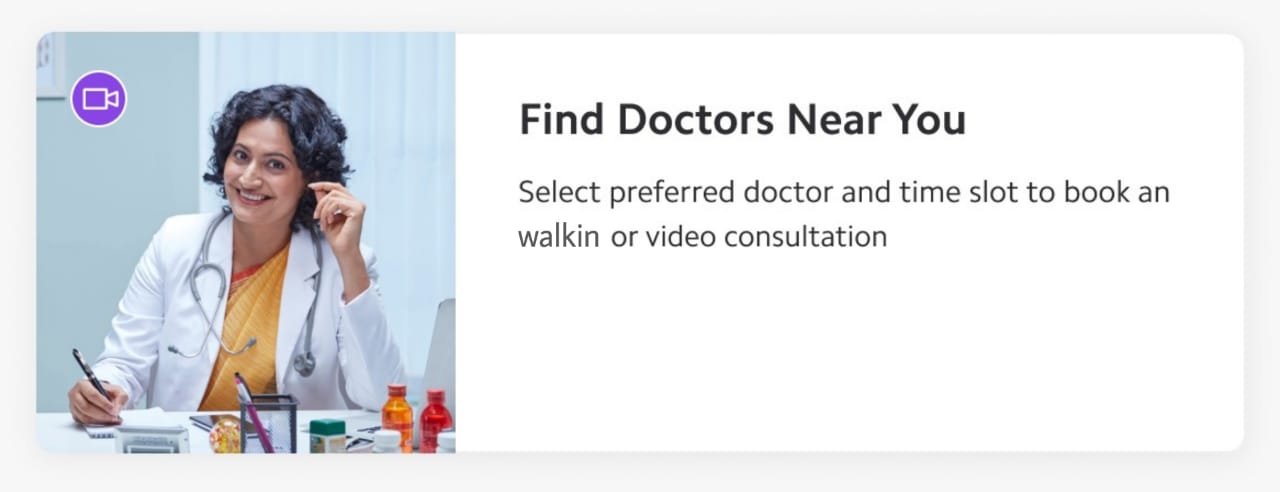 Find Doctors Near You
Select preferred doctor and time slot to book an
walkin or video consultation